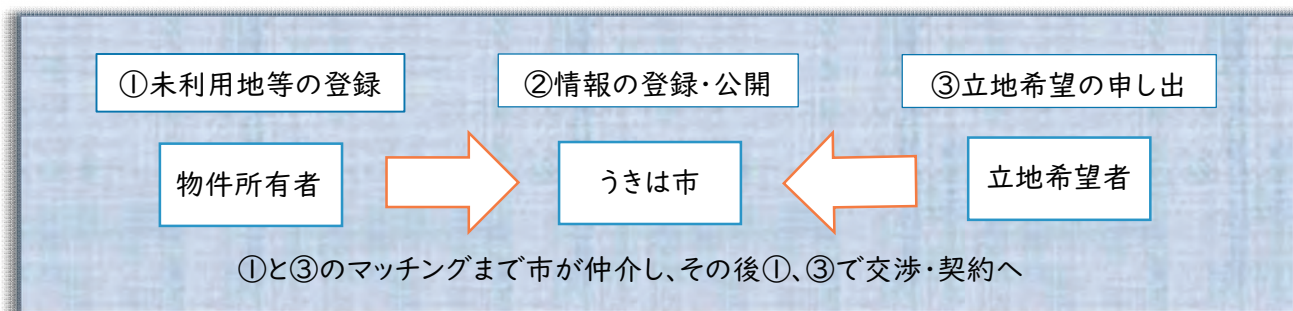 ①未利用地等の登録
②情報の登録・公開
③立地希望の申し出
物件所有者
うきは市
立地希望者
①と③のマッチングまで市が仲介し、その後①、③で交渉・契約へ